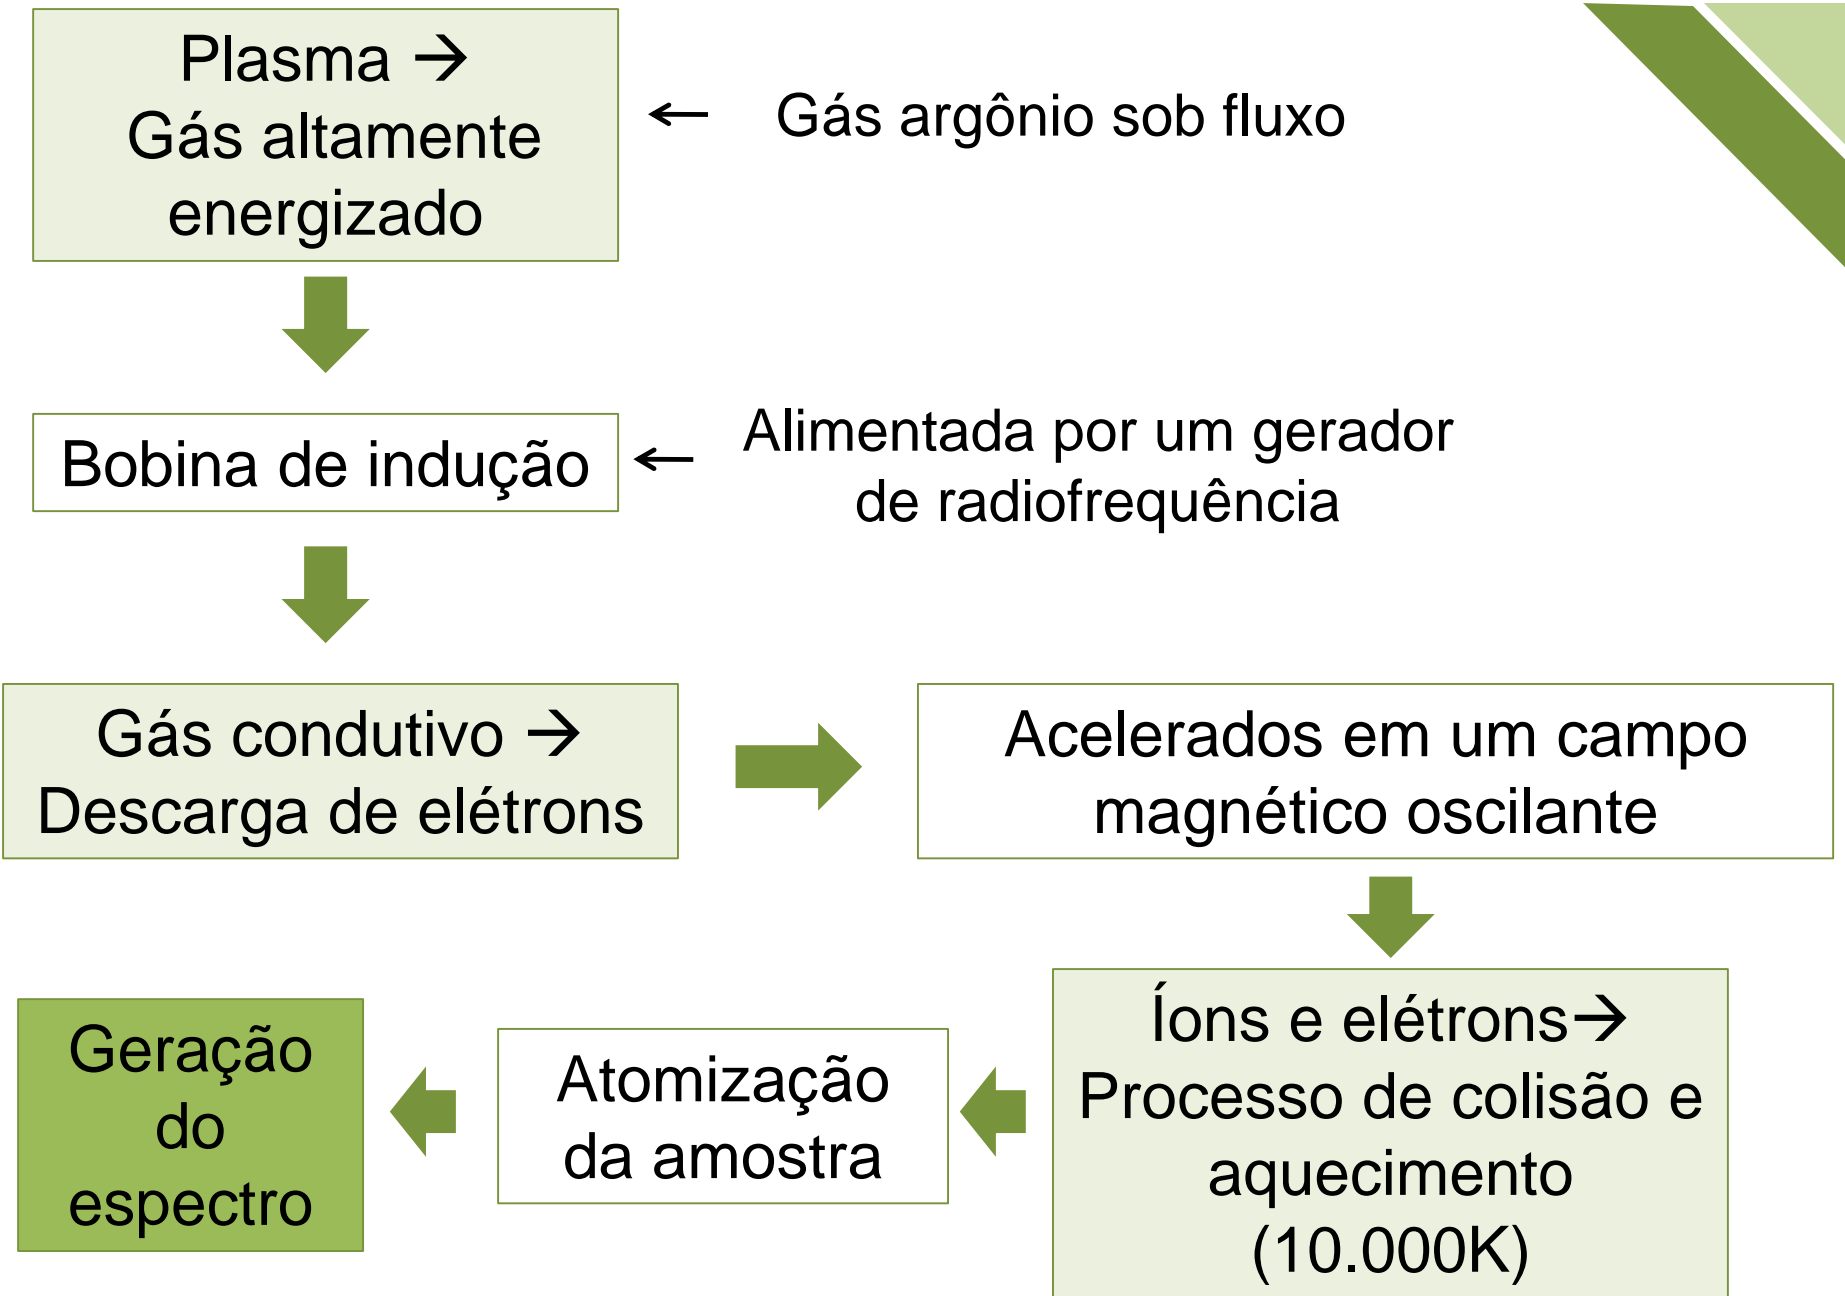 Plasma →
Gás altamente
energizado
← Gás argônio sob fluxo
Bobina de indução
← Alimentada por um gerador
de radiofrequência
Gás condutivo →
Descarga de elétrons
Acelerados em um campo
magnético oscilante
Íons e elétrons→
Processo de colisão e
aquecimento
(10.000K)
Atomização
da amostra
Geração
do
espectro